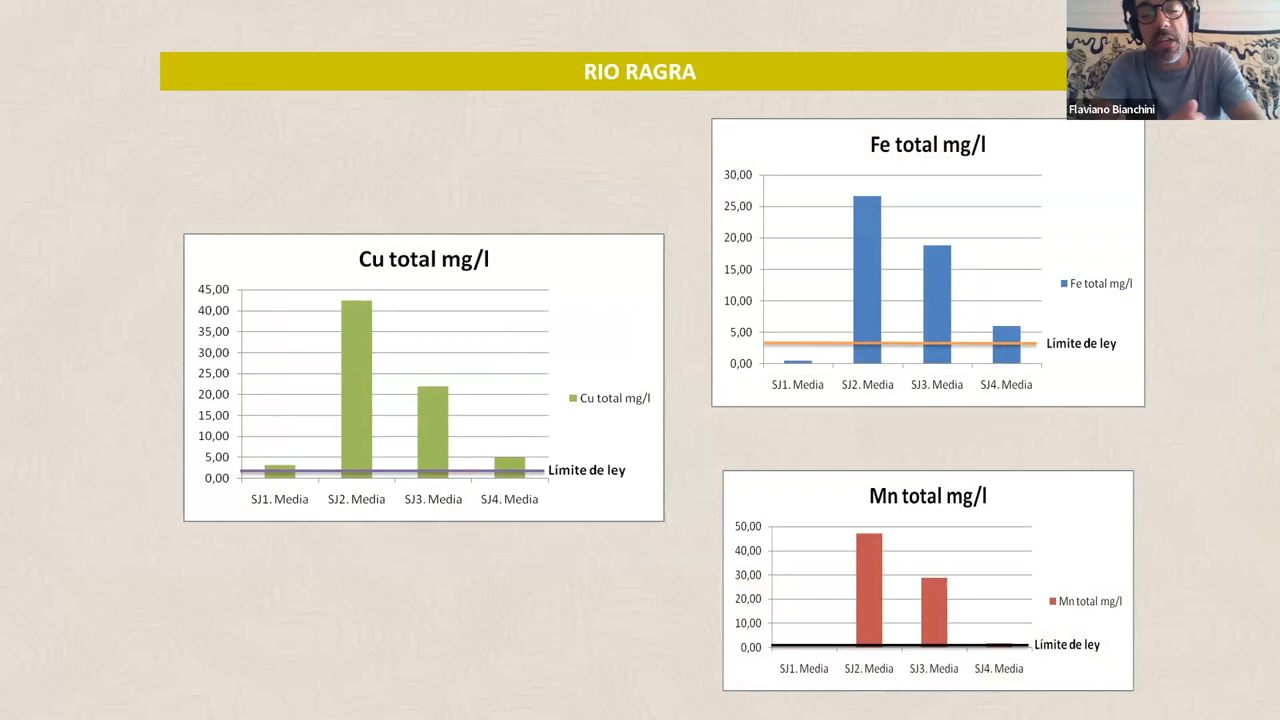 RIO RAGRA
Flaviano Bianchini
Cu total mg/l
45,00
40,00
35,00
30,00
25,00
20,00
15,00
10,00
5,00
0,00
SJ1. Media SJ2. Media SJ3. Media SJ4. Media
Cu total mg/l
Límite de ley
Fe total mg/l
30,00
25,00
20,00
15,00
10,00
5,00
0,00
SJ1. Media SJ2. Media SJ3. Media SJ4. Media
Fe total mg/l
Límite de ley
Mn total mg/l
50,00
40,00
30,00
20,00
10,00
0,00
SJ1. Media SJ2. Media SJ3. Media SJ4. Media
Mn total mg/l
Límite de ley